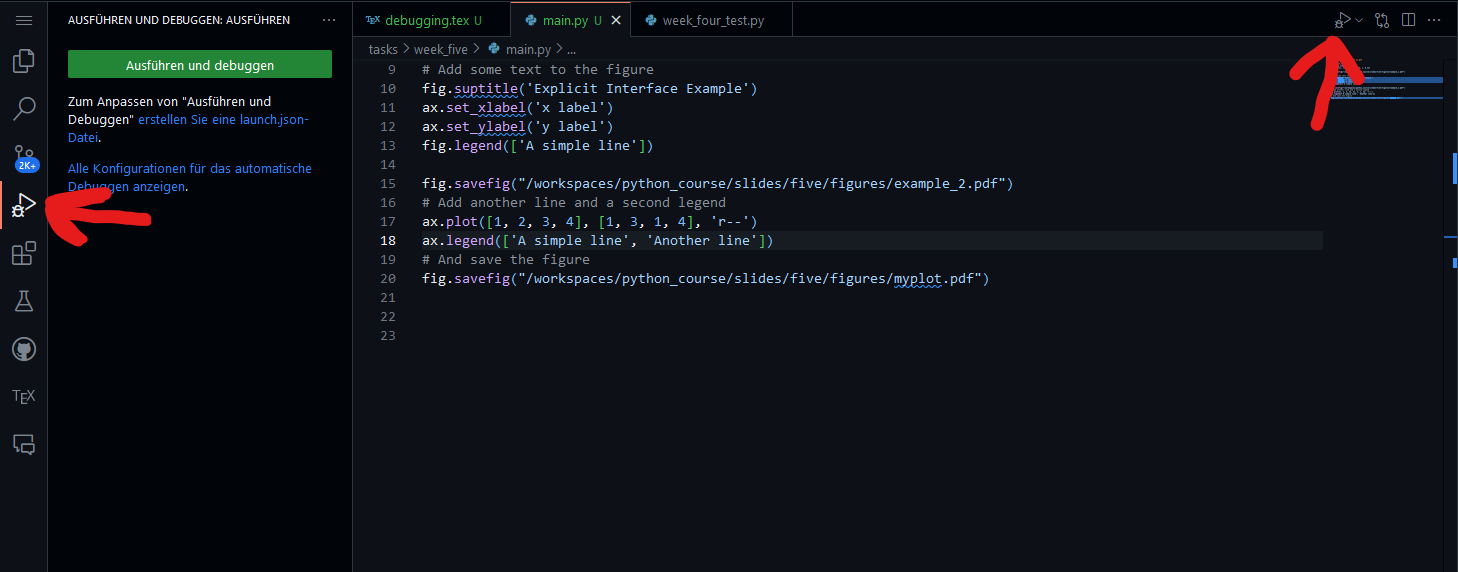 AUSFÜHREN UND DEBUGGEN: AUSFÜHREN ...
Ausführen und debuggen
Zum Anpassen von "Ausführen und
Debuggen" erstellen Sie eine launch.json-
Datei.
Alle Konfigurationen für das automatische
Debuggen anzeigen.
2K+
TEX
TEX debugging.tex U
main.py U
week_four_test.py
tasks > week_five > main.py > ...
9 # Add some text to the figure
10 fig.suptitle('Explicit Interface Example')
11 ax.set_xlabel('x label')
12 ax.set_ylabel('y label')
13 fig.legend(['A simple line'])
14
15 fig.savefig("/workspaces/python_course/slides/five/figures/example_2.pdf")
16 # Add another line and a second legend
17 ax.plot([1, 2, 3, 4], [1, 3, 1, 4], 'r--')
18 ax.legend(['A simple line', 'Another line'])
19 # And save the figure
20 fig.savefig("/workspaces/python_course/slides/five/figures/myplot.pdf")
21
22
23